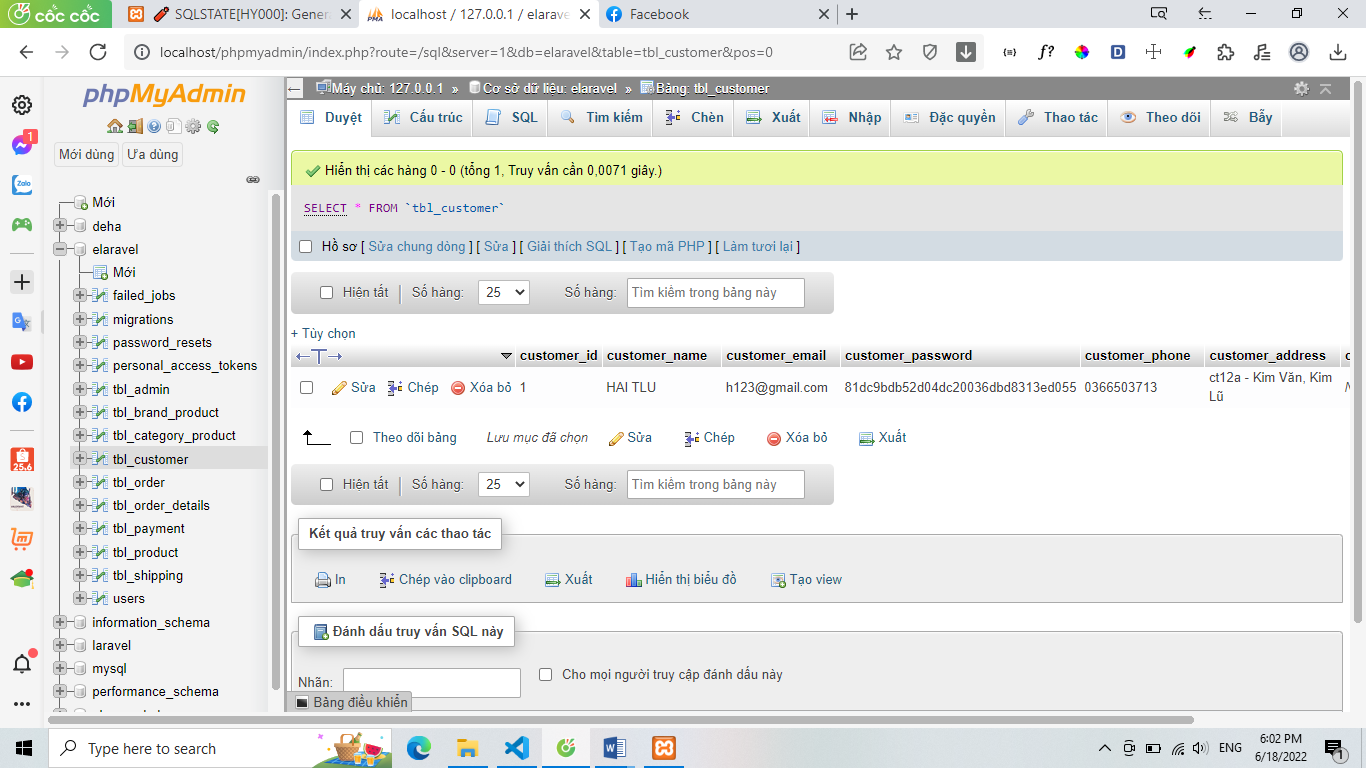 cốc cốc
SQLSTATE[HY000]: Gener
localhost / 127.0.0.1 / elarave
Facebook
localhost/phpmyadmin/index.php?route=/sql&server=1&db=elaravel&table=tbl_customer&pos=0
phpMyAdmin
Mới dùng
Ưa dùng
Mới
deha
elaravel
Mới
failed_jobs
migrations
password_resets
personal_access_tokens
tbl_admin
tbl_brand_product
tbl_category_product
tbl_customer
tbl_order
tbl_order_details
tbl_payment
tbl_product
tbl_shipping
users
information_schema
laravel
mysql
performance_schema
1
Zalo
25.6
Máy chủ: 127.0.0.1 » Cơ sở dữ liệu: elaravel » Bảng: tbl_customer
Duyệt Cấu trúc SQL Tìm kiếm Chèn Xuất Nhập Đặc quyền Thao tác Theo dõi Bẫy
Hiển thị các hàng 0 - 0 (tổng 1, Truy vấn cần 0,0071 giây.)
SELECT * FROM `tbl_customer`
Hồ sơ [ Sửa chung dòng ] [ Sửa ] [ Giải thích SQL ] [ Tạo mã PHP ] [ Làm tươi lại ]
Hiện tất Số hàng: 25 Số hàng: Tìm kiếm trong bảng này
+ Tùy chọn
customer_id customer_name customer_email customer_password customer_phone customer_address
Sửa Chép Xóa bỏ 1 HAI TLU h123@gmail.com 81dc9bdb52d04dc20036dbd8313ed055 0366503713 ct12a - Kim Văn, Kim
Lũ
Theo dõi bảng Lưu mục đã chọn Sửa Chép Xóa bỏ Xuất
Hiện tất Số hàng: 25 Số hàng: Tìm kiếm trong bảng này
Kết quả truy vấn các thao tác
In Chép vào clipboard Xuất Hiển thị biểu đồ Tạo view
Đánh dấu truy vấn SQL này
Nhãn: Cho mọi người truy cập đánh dấu này
Bảng điều khiển
Type here to search
ENG
6:02 PM
6/18/2022
1